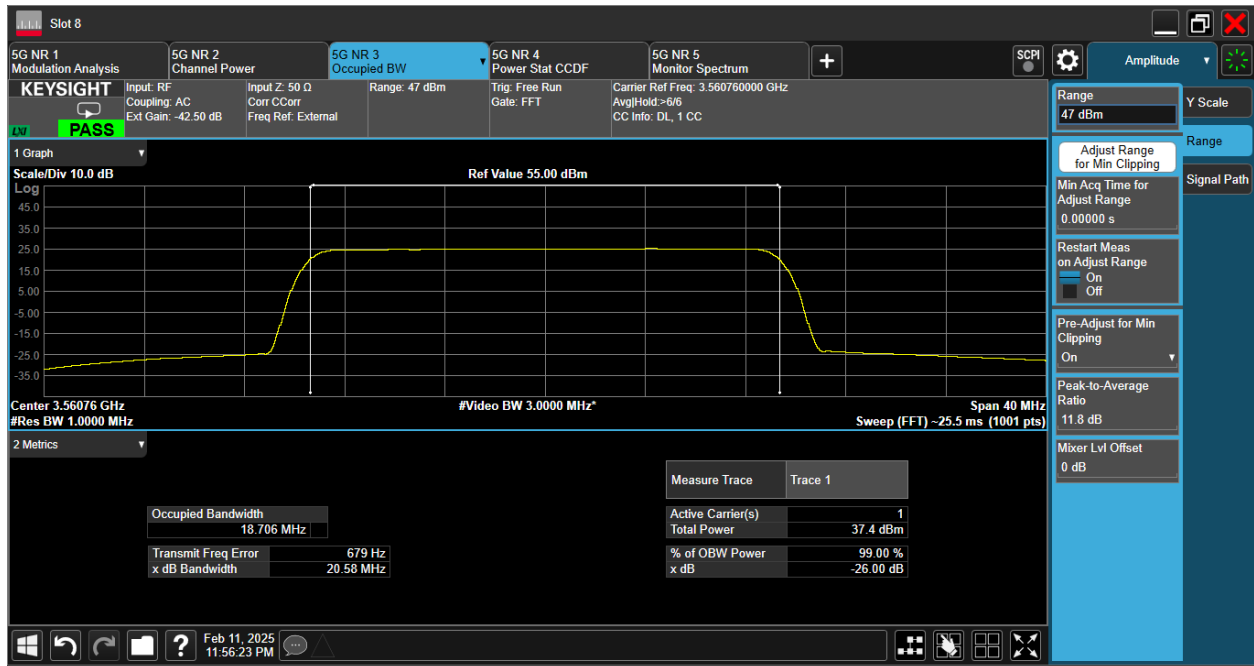 Slot 8
5G NR 1
Modulation Analysis
5G NR 2
Channel Power
5G NR 3
Occupied BW
5G NR 4
Power Stat CCDF
5G NR 5
Monitor Spectrum
SCPI
Amplitude
KEYSIGHT
LXI
PASS
Input: RF
Coupling: AC
Ext Gain: -42.50 dB
Input Z: 50 Ω
Corr CCorr
Freq Ref: External
Range: 47 dBm
Trig: Free Run
Gate: FFT
Carrier Ref Freq: 3.560760000 GHz
Avg|Hold:>6/6
CC Info: DL, 1 CC
1 Graph
Scale/Div 10.0 dB
Ref Value 55.00 dBm
Log
45.0
35.0
25.0
15.0
5.00
-5.00
-15.0
-25.0
-35.0
Center 3.56076 GHz
#Video BW 3.0000 MHz*
Span 40 MHz
#Res BW 1.0000 MHz
Sweep (FFT) ~25.5 ms (1001 pts)
2 Metrics
Measure Trace
Trace 1
Occupied Bandwidth
18.706 MHz
Active Carrier(s)
1
Total Power
37.4 dBm
Transmit Freq Error
679 Hz
x dB Bandwidth
20.58 MHz
% of OBW Power
99.00 %
x dB
-26.00 dB
Range
47 dBm
Adjust Range
for Min Clipping
Min Acq Time for
Adjust Range
0.00000 s
Restart Meas
on Adjust Range
On
Off
Pre-Adjust for Min
Clipping
On
Peak-to-Average
Ratio
11.8 dB
Mixer Lvl Offset
0 dB
Y Scale
Range
Signal Path
?
Feb 11, 2025
11:56:23 PM